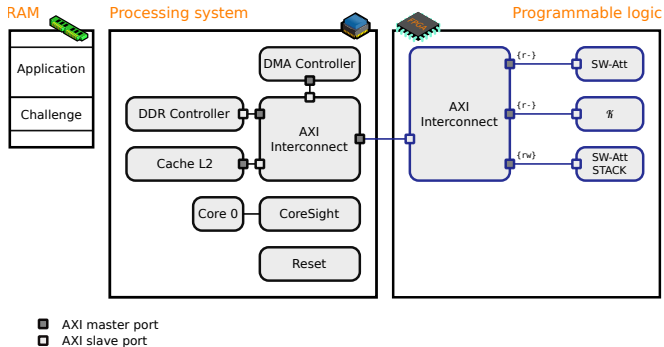 RAM
Processing system
Programmable logic
FPGA
Application
Challenge
DMA Controller
DDR Controller
AXI
Interconnect
Cache L2
Core 0
CoreSight
Reset
AXI
Interconnect
{r-}
SW-Att
{r-}
𝒦
{rw}
SW-Att
STACK
AXI master port
AXI slave port